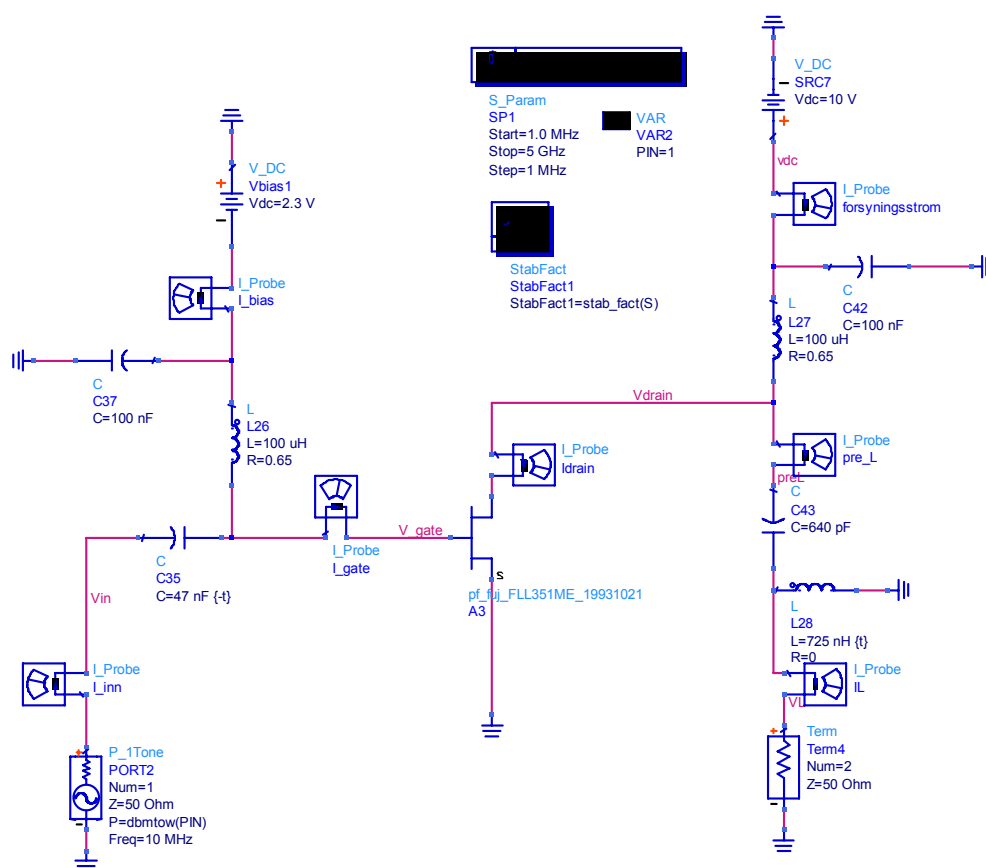 V_DC
SRC7
Vdc=10 V
vdc
I_Probe
forsyningsstrom
S_Param
SP1
Start=1.0 MHz
Stop=5 GHz
Step=1 MHz
VAR
VAR2
PIN=1
V_DC
Vbias1
Vdc=2.3 V
StabFact
StabFact1
StabFact1=stab_fact(S)
I_Probe
I_bias
C
C42
C=100 nF
L
L27
L=100 uH
R=0.65
C
C37
C=100 nF
L
L26
L=100 uH
R=0.65
Vdrain
I_Probe
Idrain
I_Probe
pre_L
preL
C
C43
C=640 pF
I_Probe
I_gate
V_gate
C
C35
C=47 nF {-t}
S
pf_fuj_FLL351ME_19931021
A3
Vin
L
L28
L=725 nH {t}
R=0
I_Probe
I_inn
I_Probe
IL
VL
P_1Tone
PORT2
Num=1
Z=50 Ohm
P=dbmtow(PIN)
Freq=10 MHz
Term
Term4
Num=2
Z=50 Ohm